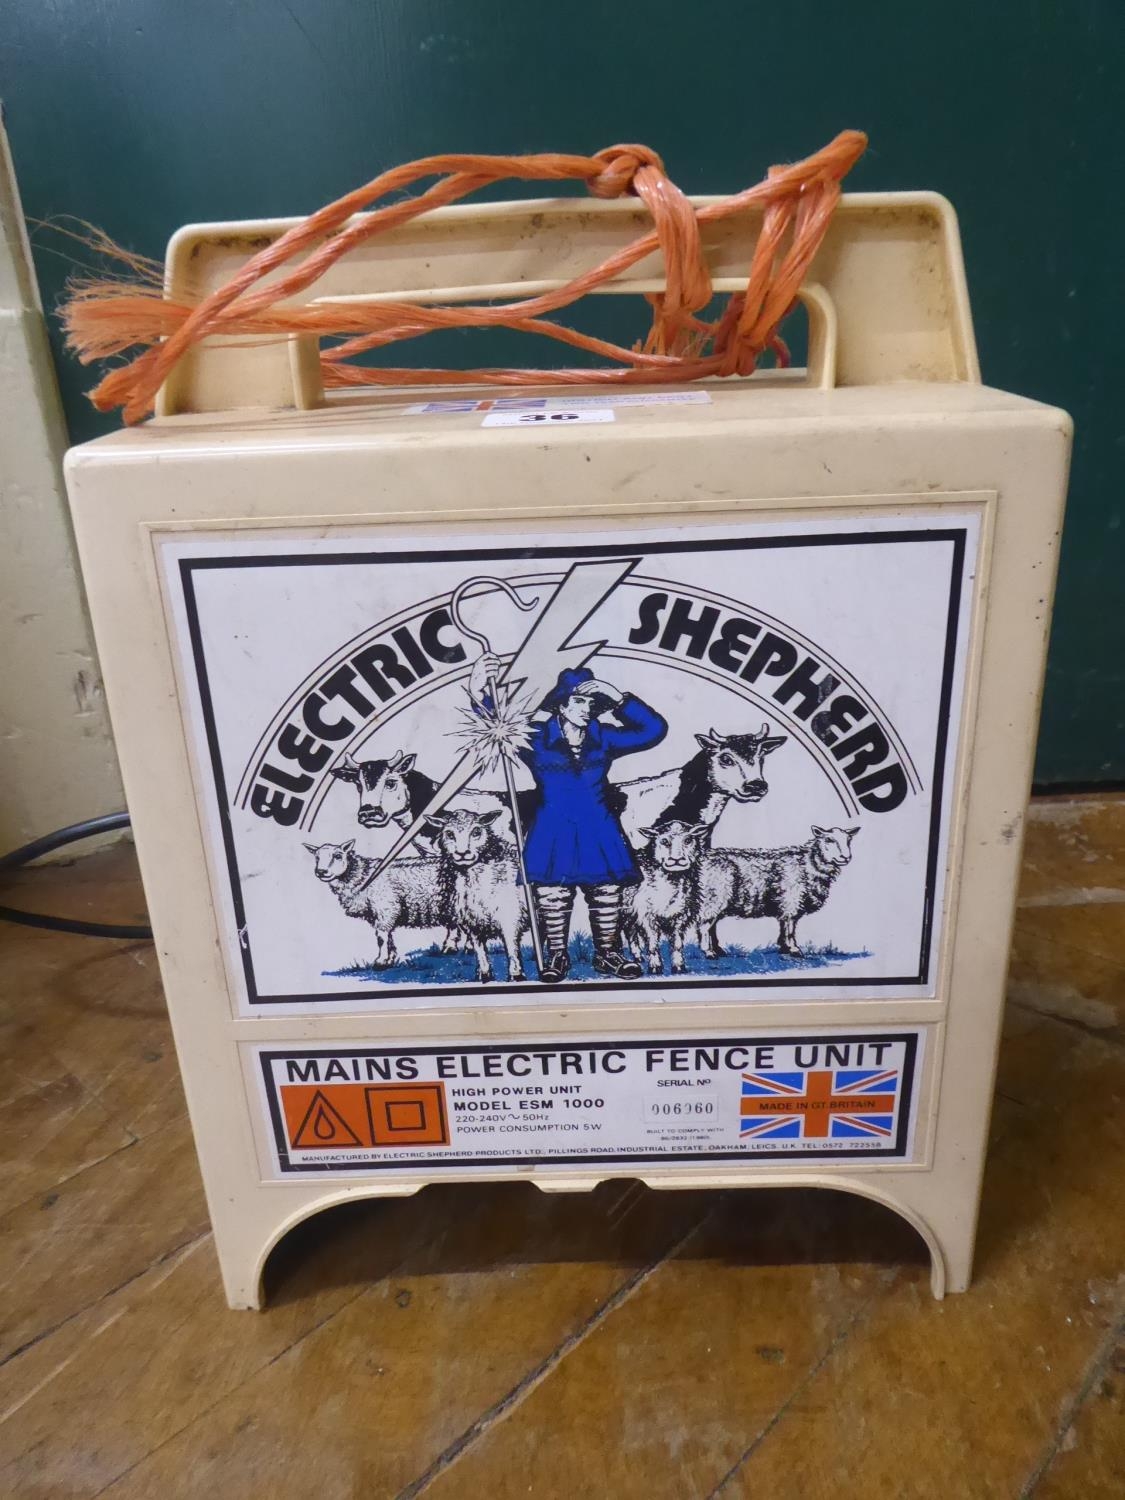 36
ELECTRIC SHEPHERD
MAINS ELECTRIC FENCE UNIT
HIGH POWER UNIT
MODEL ESM 1000
220-240V ~ 50Hz
POWER CONSUMPTION 5W
SERIAL Nº
006960
BUILT TO COMPLY WITH
MADE IN GT. BRITAIN
MANUFACTURED BY ELECTRIC SHEPHERD PRODUCTS LTD., PILLINGS ROAD, INDUSTRIAL ESTATE, OAKHAM, LEICS. U.K. TEL: 0572 722558